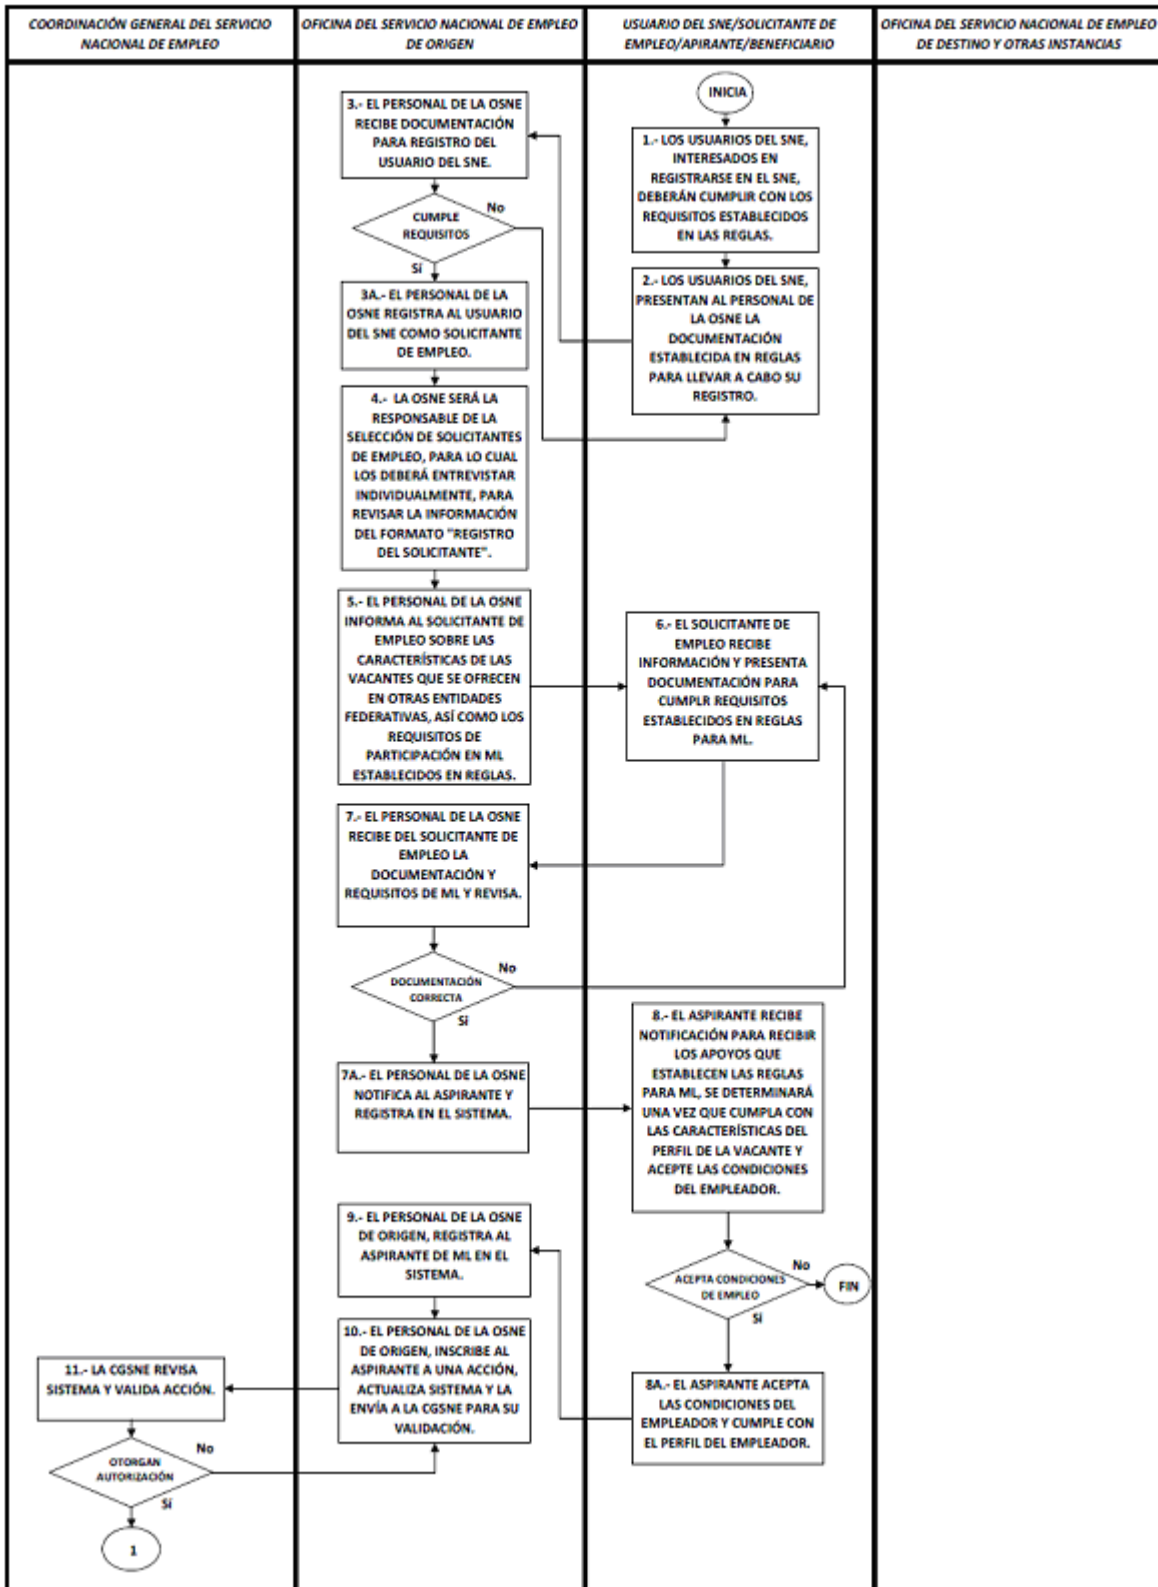 COORDINACIÓN GENERAL DEL SERVICIO
NACIONAL DE EMPLEO
OFICINA DEL SERVICIO NACIONAL DE EMPLEO
DE ORIGEN
USUARIO DEL SNE/SOLICITANTE DE
EMPLEO/APIRANTE/BENEFICIARIO
OFICINA DEL SERVICIO NACIONAL DE EMPLEO
DE DESTINO Y OTRAS INSTANCIAS
INICIA
1.- LOS USUARIOS DEL SNE,
INTERESADOS EN
REGISTRARSE EN EL SNE,
DEBERÁN CUMPLIR CON LOS
REQUISITOS ESTABLECIDOS
EN LAS REGLAS.
2.- LOS USUARIOS DEL SNE,
PRESENTAN AL PERSONAL DE
LA OSNE LA
DOCUMENTACIÓN
ESTABLECIDA EN REGLAS
PARA LLEVAR A CABO SU
REGISTRO.
3.- EL PERSONAL DE LA OSNE
RECIBE DOCUMENTACIÓN
PARA REGISTRO DEL
USUARIO DEL SNE.
CUMPLE
REQUISITOS
No
Sí
3A.- EL PERSONAL DE LA
OSNE REGISTRA AL USUARIO
DEL SNE COMO SOLICITANTE
DE EMPLEO.
4.- LA OSNE SERÁ LA
RESPONSABLE DE LA
SELECCIÓN DE SOLICITANTES
DE EMPLEO, PARA LO CUAL
LOS DEBERÁ ENTREVISTAR
INDIVIDUALMENTE, PARA
REVISAR LA INFORMACIÓN
DEL FORMATO "REGISTRO
DEL SOLICITANTE".
5.- EL PERSONAL DE LA OSNE
INFORMA AL SOLICITANTE DE
EMPLEO SOBRE LAS
CARACTERÍSTICAS DE LAS
VACANTES QUE SE OFRECEN
EN OTRAS ENTIDADES
FEDERATIVAS, ASÍ COMO LOS
REQUISITOS DE
PARTICIPACIÓN EN ML
ESTABLECIDOS EN REGLAS.
6.- EL SOLICITANTE DE
EMPLEO RECIBE
INFORMACIÓN Y PRESENTA
DOCUMENTACIÓN PARA
CUMPLR REQUISITOS
ESTABLECIDOS EN REGLAS
PARA ML.
7.- EL PERSONAL DE LA OSNE
RECIBE DEL SOLICITANTE DE
EMPLEO LA
DOCUMENTACIÓN Y
REQUISITOS DE ML Y REVISA.
DOCUMENTACIÓN
CORRECTA
No
Sí
7A.- EL PERSONAL DE LA OSNE
NOTIFICA AL ASPIRANTE Y
REGISTRA EN EL SISTEMA.
8.- EL ASPIRANTE RECIBE
NOTIFICACIÓN PARA RECIBIR
LOS APOYOS QUE
ESTABLECEN LAS REGLAS
PARA ML, SE DETERMINARÁ
UNA VEZ QUE CUMPLA CON
LAS CARACTERÍSTICAS DEL
PERFIL DE LA VACANTE Y
ACEPTE LAS CONDICIONES
DEL EMPLEADOR.
ACEPTA CONDICIONES
DE EMPLEO
No
FIN
Sí
8A.- EL ASPIRANTE ACEPTA
LAS CONDICIONES DEL
EMPLEADOR Y CUMPLE CON
EL PERFIL DEL EMPLEADOR.
9.- EL PERSONAL DE LA OSNE
DE ORIGEN, REGISTRA AL
ASPIRANTE DE ML EN EL
SISTEMA.
10.- EL PERSONAL DE LA OSNE
DE ORIGEN, INSCRIBE AL
ASPIRANTE A UNA ACCIÓN,
ACTUALIZA SISTEMA Y LA
ENVÍA A LA CGSNE PARA SU
VALIDACIÓN.
11.- LA CGSNE REVISA
SISTEMA Y VALIDA ACCIÓN.
OTORGAN
AUTORIZACIÓN
No
Sí
1